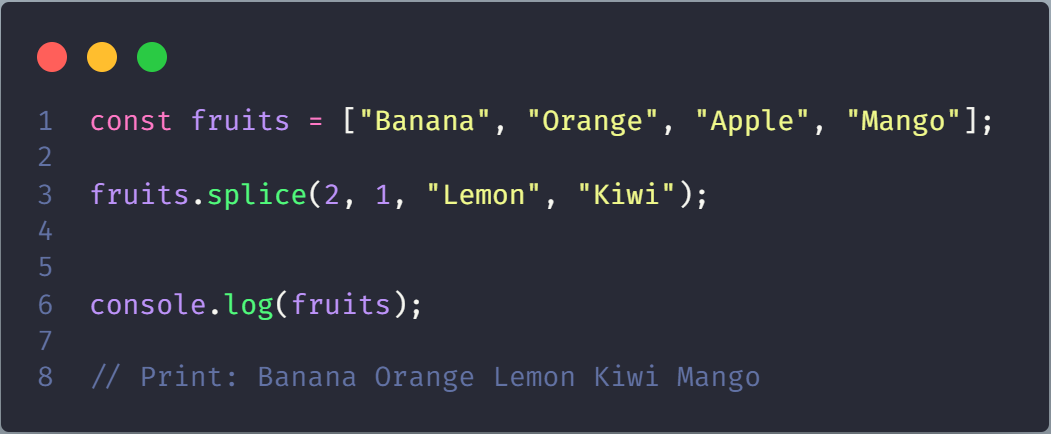 1 const fruits = ["Banana", "Orange", "Apple", "Mango"];
2
3 fruits.splice(2, 1, "Lemon", "Kiwi");
4
5
6 console.log(fruits);
7
8 // Print: Banana Orange Lemon Kiwi Mango